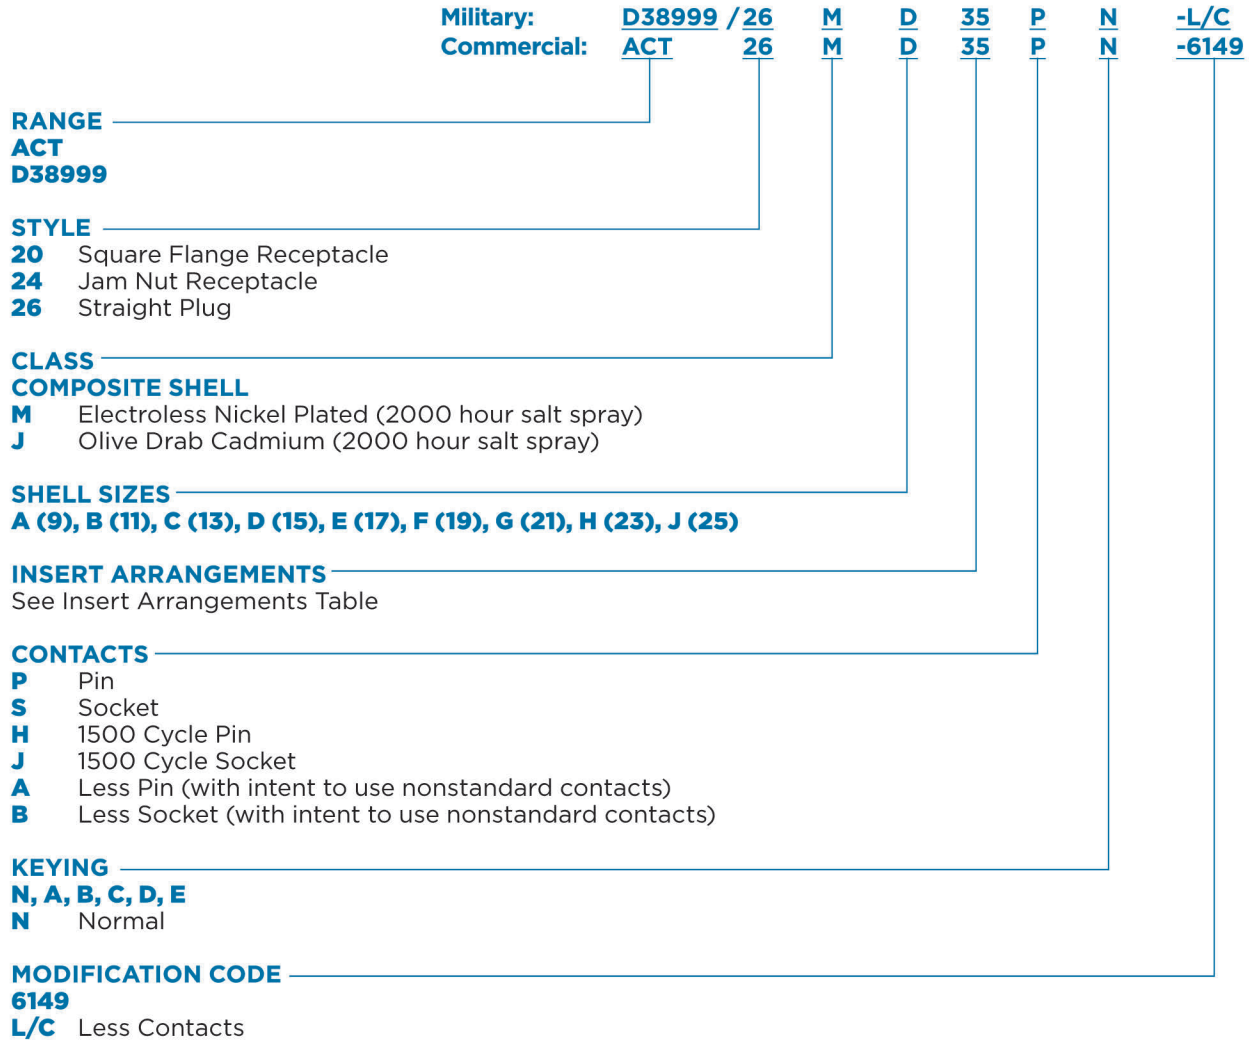 Military: D38999 / 26 M D 35 P N -L/C
Commercial: ACT 26 M D 35 P N -6149
RANGE
ACT
D38999
STYLE
20 Square Flange Receptacle
24 Jam Nut Receptacle
26 Straight Plug
CLASS
COMPOSITE SHELL
M Electroless Nickel Plated (2000 hour salt spray)
J Olive Drab Cadmium (2000 hour salt spray)
SHELL SIZES
A (9), B (11), C (13), D (15), E (17), F (19), G (21), H (23), J (25)
INSERT ARRANGEMENTS
See Insert Arrangements Table
CONTACTS
P Pin
S Socket
H 1500 Cycle Pin
J 1500 Cycle Socket
A Less Pin (with intent to use nonstandard contacts)
B Less Socket (with intent to use nonstandard contacts)
KEYING
N, A, B, C, D, E
N Normal
MODIFICATION CODE
6149
L/C Less Contacts